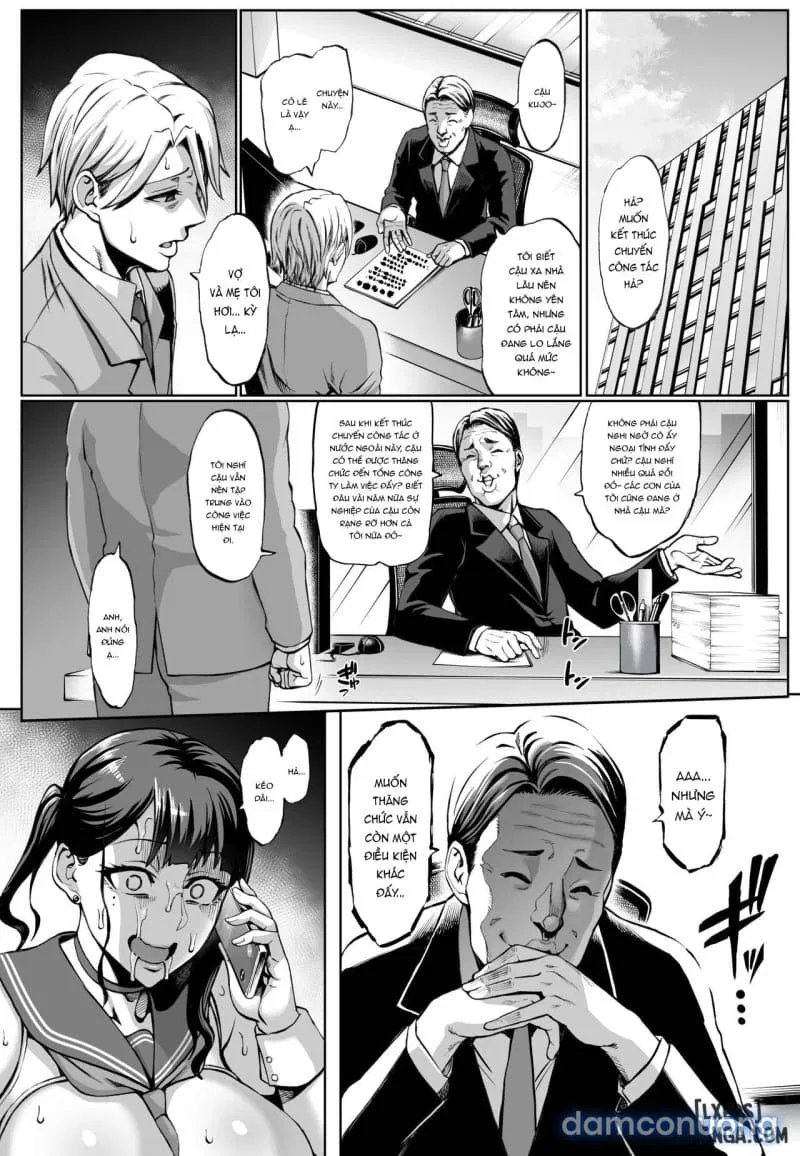 HẢ?
MUỐN
KẾT THÚC
CHUYẾN
CÔNG TÁC
HẢ?
CẬU
KUJO~
TÔI BIẾT
CẬU XA NHÀ
LÂU NÊN
KHÔNG YÊN
TÂM, NHƯNG
CÓ PHẢI CẬU
ĐANG LO LẮNG
QUÁ MỨC
KHÔNG~
CHUYỆN
NÀY...
CÓ LẼ
LÀ VẬY
Ạ...
VỢ
VÀ MẸ TÔI
HƠI... KỲ
LẠ...
KHÔNG PHẢI CẬU
NGHI NGỜ CÔ ẤY
NGOẠI TÌNH ĐẤY
CHỨ? CẬU NGHĨ
NHIỀU QUÁ RỒI
ĐÓ~ CÁC CON CỦA
TÔI CŨNG ĐANG Ở
NHÀ CẬU MÀ?
SAU KHI KẾT THÚC
CHUYẾN CÔNG TÁC Ở
NƯỚC NGOÀI NÀY, CẬU
CÓ THỂ ĐƯỢC THĂNG
CHỨC ĐẾN TỔNG CÔNG
TY LÀM VIỆC ĐẤY? BIẾT
ĐÂU VÀI NĂM NỮA SỰ
NGHIỆP CỦA CẬU CÒN
RẠNG RỠ HƠN CẢ
TÔI NỮA ĐÓ~
TÔI NGHĨ
CẬU VẪN
NÊN TẬP
TRUNG VÀO
CÔNG VIỆC
HIỆN TẠI
ĐI.
ANH,
ANH NÓI
ĐÚNG
Ạ...
トン
トン
ギュッ
AAA...
NHƯNG
MÀ Ý~
MUỐN
THĂNG
CHỨC VẪN
CÒN MỘT
ĐIỀU KIỆN
KHÁC
ĐẤY...
HẢ...
KÉO
DÀI...
damconuong